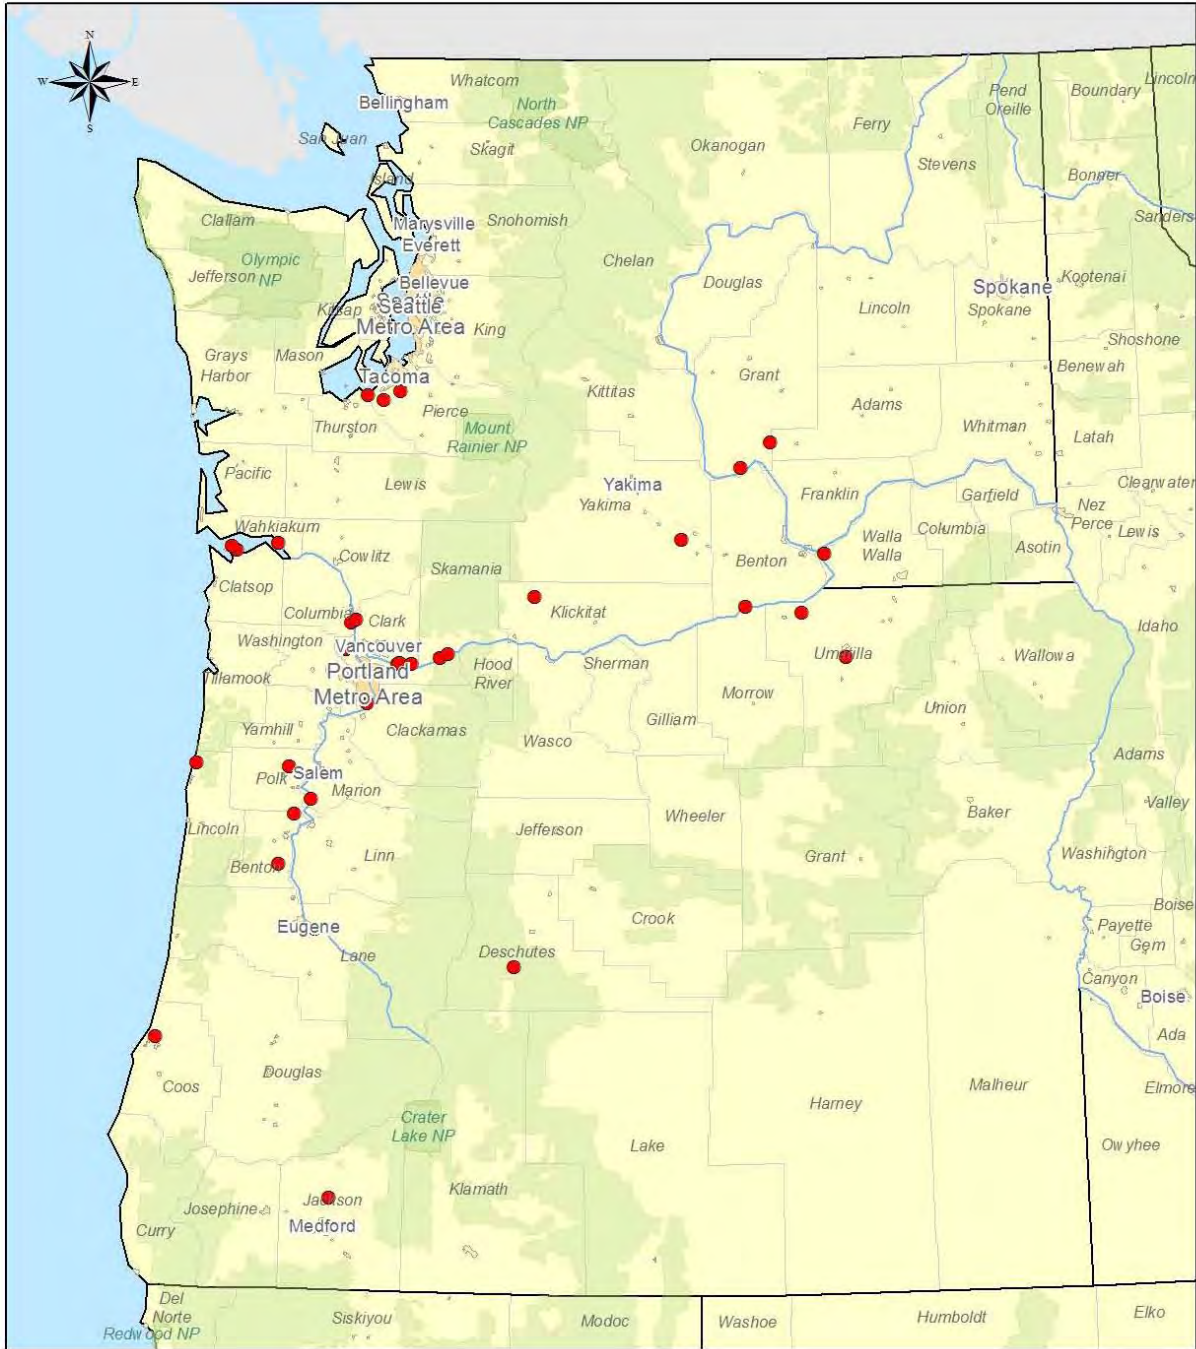 N
W
E
S
Whatcom
Bellingham
North
Cascades NP
San Juan
Skagit
Okanogan
Ferry
Pend
Oreille
Boundary
Lincoln
Stevens
Bonner
Island
Clallam
Marysville
Everett
Snohomish
Sanders
Olympic
NP
Jefferson
Chelan
Bellevue
Douglas
Spokane
Kootenai
Kitsap
Seattle
Seattle
Metro Area
King
Lincoln
Spokane
Shoshone
Grays
Harbor
Mason
Benewah
Tacoma
Grant
Kittitas
Adams
Pierce
Thurston
Mount
Rainier NP
Whitman
Latah
Pacific
Lewis
Yakima
Yakima
Franklin
Garfield
Clearwater
Nez
Perce
Lewis
Wahkiakum
Cowlitz
Walla
Walla
Columbia
Asotin
Benton
Skamania
Clatsop
Columbia
Clark
Klickitat
Idaho
Washington
Vancouver
Hood
River
Sherman
Umatilla
Wallowa
Portland
Metro Area
Tillamook
Morrow
Gilliam
Union
Yamhill
Clackamas
Wasco
Adams
Polk
Salem
Marion
Valley
Lincoln
Jefferson
Wheeler
Baker
Linn
Benton
Grant
Washington
Crook
Boise
Eugene
Payette
Gem
Lane
Deschutes
Canyon
Boise
Ada
Coos
Douglas
Malheur
Elmore
Harney
Crater
Lake NP
Lake
Owyhee
Klamath
Jackson
Josephine
Medford
Curry
Del
Norte
Redwood NP
Siskiyou
Modoc
Washoe
Humboldt
Elko